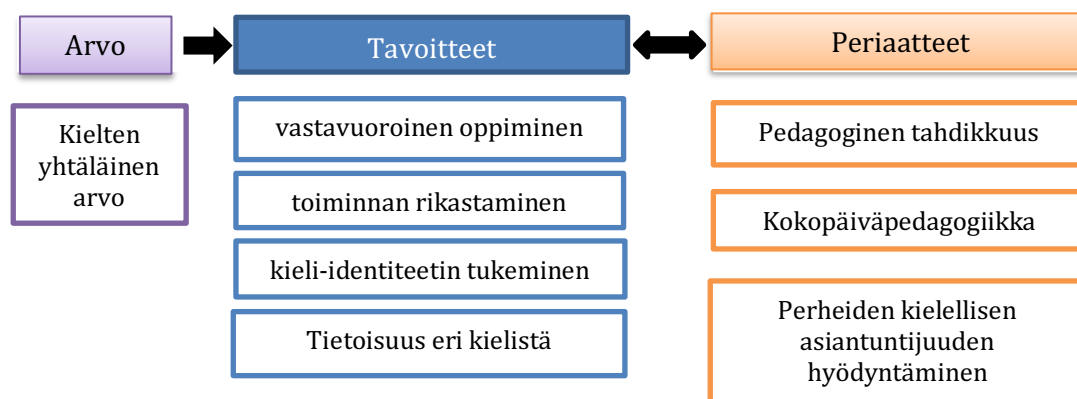 Arvo
Kielten
yhtäläinen
arvo
Tavoitteet
vastavuoroinen oppiminen
toiminnan rikastaminen
kieli-identiteetin tukeminen
Tietoisuus eri kielistä
Periaatteet
Pedagoginen tahdikkuus
Kokopäiväpedagogiikka
Perheiden kielellisen
asiantuntijuuden
hyödyntäminen